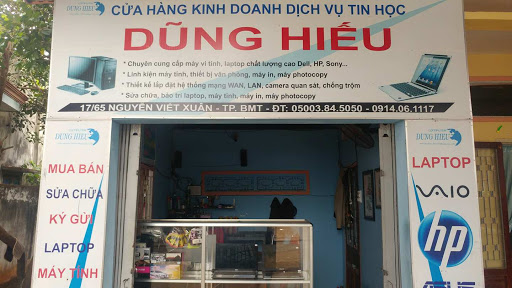 DŨNG HIẾU
CỬA HÀNG KINH DOANH DỊCH VỤ TIN HỌC
DŨNG HIẾU
* Chuyên cung cấp máy vi tính, laptop chất lượng cao Dell, HP, Sony...
* Linh kiện máy tính, thiết bị văn phòng, máy in, máy photocopy
* Thiết kế lắp đặt hệ thống mạng WAN, LAN, camera quan sát, chống trộm
* Sửa chữa, bảo trì laptop, máy tính, máy in, máy photocopy
17/65 NGUYỄN VIẾT XUÂN - TP. BMT - ĐT: 05003.84.5050 - 0914.06.1117
DŨNG HIẾU
MUA BÁN
SỬA CHỮA
KÝ GỬI
LAPTOP
MÁY TÍNH
DŨNG HIẾU
LAPTOP
VAIO
hp
ASUS